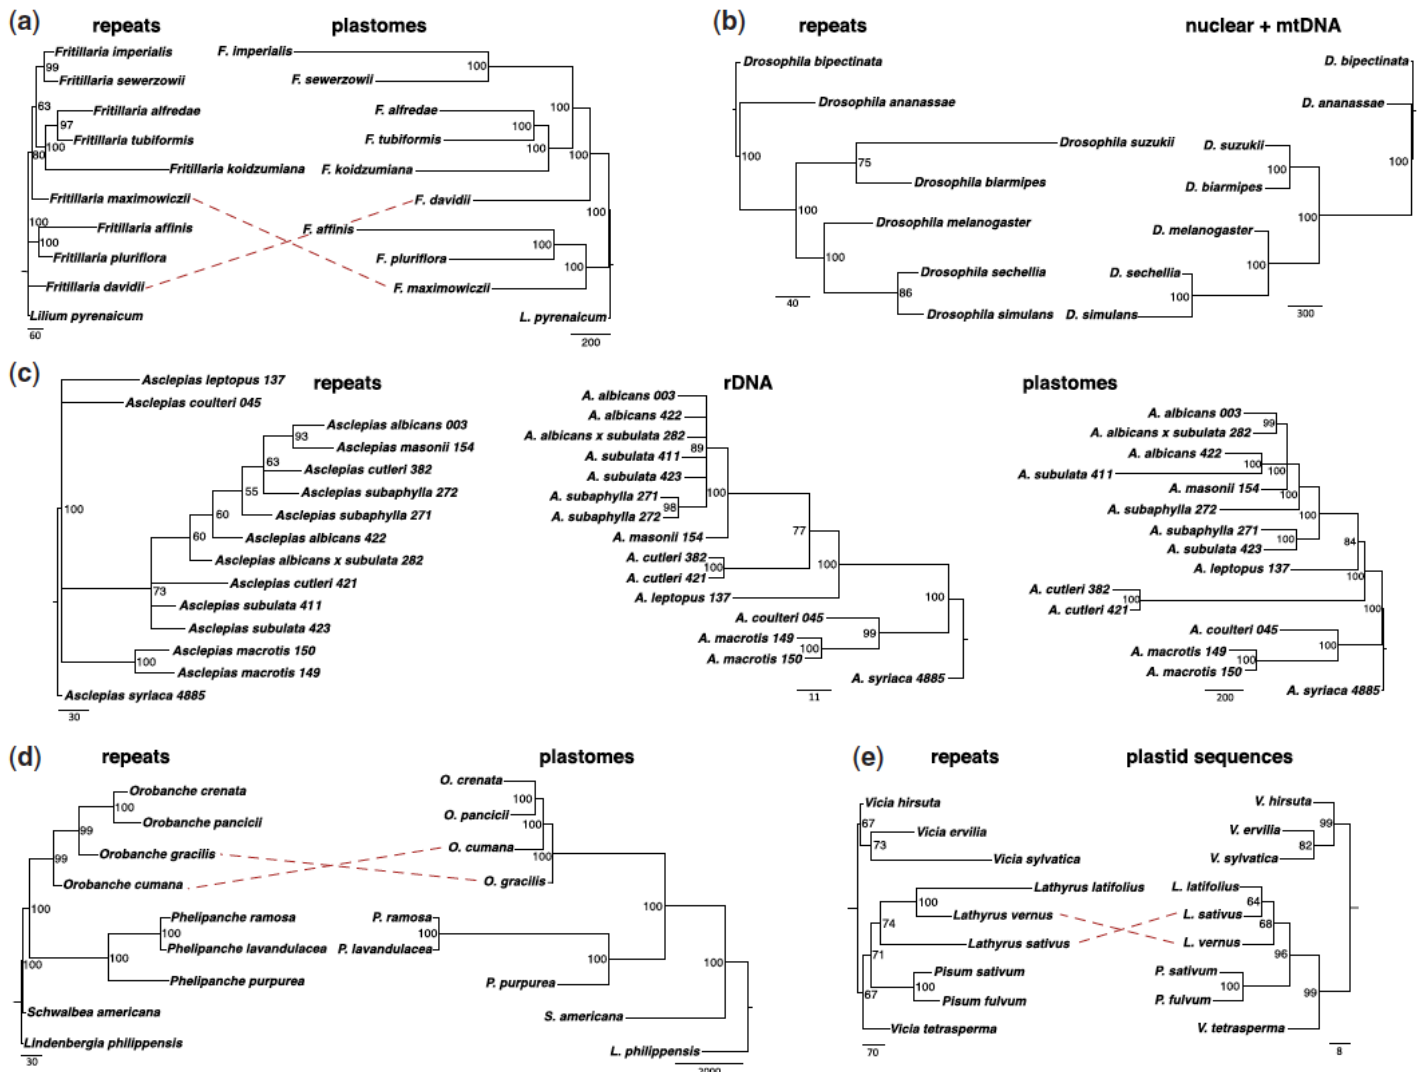 (a)
repeats
plastomes
Fritillaria imperialis
Fritillaria sewerzowii
Fritillaria alfredae
Fritillaria tubiformis
Fritillaria koidzumiana
Fritillaria maximowiczii
Fritillaria affinis
Fritillaria pluriflora
Fritillaria davidii
Lilium pyrenaicum
99
63
97
100
80
100
100
60
F. imperialis
F. sewerzowii
F. alfredae
F. tubiformis
F. koidzumiana
F. davidii
F. affinis
F. pluriflora
F. maximowiczii
L. pyrenaicum
100
100
100
100
100
100
100
100
200
(b)
repeats
nuclear + mtDNA
Drosophila bipectinata
Drosophila ananassae
Drosophila suzukii
Drosophila biarmipes
Drosophila melanogaster
Drosophila sechellia
Drosophila simulans
100
75
100
100
86
40
D. bipectinata
D. ananassae
D. suzukii
D. biarmipes
D. melanogaster
D. sechellia
D. simulans
100
100
100
100
100
300
(c)
repeats
rDNA
plastomes
Asclepias leptopus 137
Asclepias coulteri 045
Asclepias albicans 003
Asclepias masonii 154
Asclepias cutleri 382
Asclepias subaphylla 272
Asclepias subaphylla 271
Asclepias albicans 422
Asclepias albicans x subulata 282
Asclepias cutleri 421
Asclepias subulata 411
Asclepias subulata 423
Asclepias macrotis 150
Asclepias macrotis 149
Asclepias syriaca 4885
93
63
55
100
60
60
73
100
30
A. albicans 003
A. albicans 422
A. albicans x subulata 282
A. subulata 411
A. subulata 423
A. subaphylla 271
A. subaphylla 272
A. masonii 154
A. cutleri 382
A. cutleri 421
A. leptopus 137
A. coulteri 045
A. macrotis 149
A. macrotis 150
A. syriaca 4885
89
100
98
77
100
100
100
99
100
11
A. albicans 003
A. albicans x subulata 282
A. albicans 422
A. subulata 411
A. masonii 154
A. subaphylla 272
A. subaphylla 271
A. subulata 423
A. leptopus 137
A. cutleri 382
A. cutleri 421
A. coulteri 045
A. macrotis 149
A. macrotis 150
A. syriaca 4885
99
100
100
100
100
100
84
100
100
100
100
100
200
(d)
repeats
plastomes
Orobanche crenata
Orobanche pancicii
Orobanche gracilis
Orobanche cumana
Phelipanche ramosa
Phelipanche lavandulacea
Phelipanche purpurea
Schwalbea americana
Lindenbergia philippensis
100
99
99
100
100
100
100
30
O. crenata
O. pancicii
O. cumana
O. gracilis
P. ramosa
P. lavandulacea
P. purpurea
S. americana
L. philippensis
100
100
100
100
100
100
100
(e)
repeats
plastid sequences
Vicia hirsuta
Vicia ervilia
Vicia sylvatica
Lathyrus latifolius
Lathyrus vernus
Lathyrus sativus
Pisum sativum
Pisum fulvum
Vicia tetrasperma
67
73
100
74
71
100
67
70
V. hirsuta
V. ervilia
V. sylvatica
L. latifolius
L. sativus
L. vernus
P. sativum
P. fulvum
V. tetrasperma
99
82
64
68
96
100
99
8